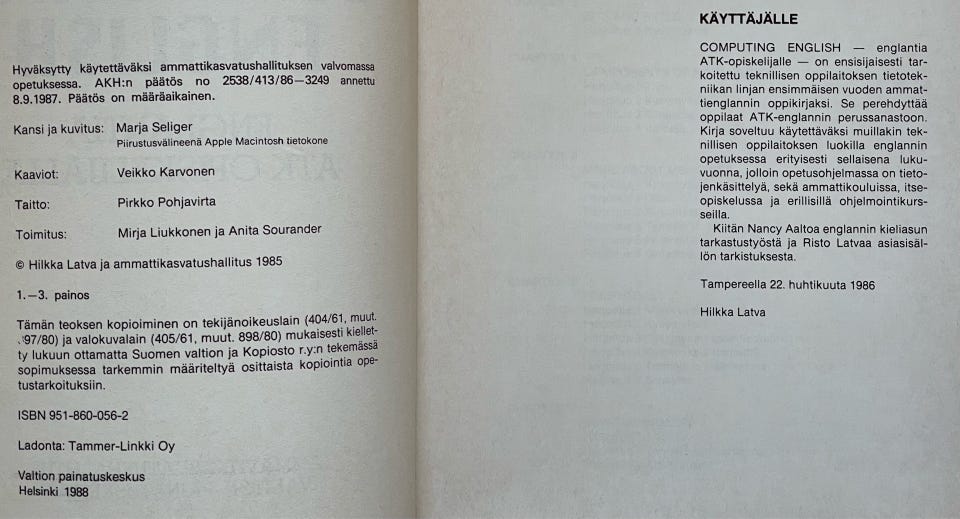 Hyväksytty käytettäväksi ammattikasvatushallituksen valvomassa
opetuksessa. AKH:n päätös no 2538/413/86—3249 annettu
8.9.1987. Päätös on määräaikainen.
Kansi ja kuvitus: Marja Seliger
Piirustusvälineenä Apple Macintosh tietokone
Kaaviot: Veikko Karvonen
Taitto: Pirkko Pohjavirta
Toimitus: Mirja Liukkonen ja Anita Sourander
© Hilkka Latva ja ammattikasvatushallitus 1985
1.—3. painos
Tämän teoksen kopioiminen on tekijänoikeuslain (404/61, muut.
897/80) ja valokuvalain (405/61, muut. 898/80) mukaisesti kiellet-
ty lukuun ottamatta Suomen valtion ja Kopiosto r.y:n tekemässä
sopimuksessa tarkemmin määriteltyä osittaista kopiointia ope-
tustarkoituksiin.
ISBN 951-860-056-2
Ladonta: Tammer-Linkki Oy
Valtion painatuskeskus
Helsinki 1988
KÄYTTÄJÄLLE
COMPUTING ENGLISH — englantia
ATK-opiskelijalle — on ensisijaisesti tar-
koitettu teknillisen oppilaitoksen tietotek-
niikan linjan ensimmäisen vuoden ammat-
tienglannin oppikirjaksi. Se perehdyttää
oppilaat ATK-englannin perussanastoon.
Kirja soveltuu käytettäväksi muillakin tek-
nillisen oppilaitoksen luokilla englannin
opetuksessa erityisesti sellaisena luku-
vuonna, jolloin opetusohjelmassa on tieto-
jenkäsittelyä, sekä ammattikouluissa, itse-
opiskelussa ja erillisillä ohjelmointikurs-
seilla.
Kiitän Nancy Aaltoa englannin kieliasun
tarkastustyöstä ja Risto Latvaa asiasisäl-
lön tarkistuksesta.
Tampereella 22. huhtikuuta 1986
Hilkka Latva